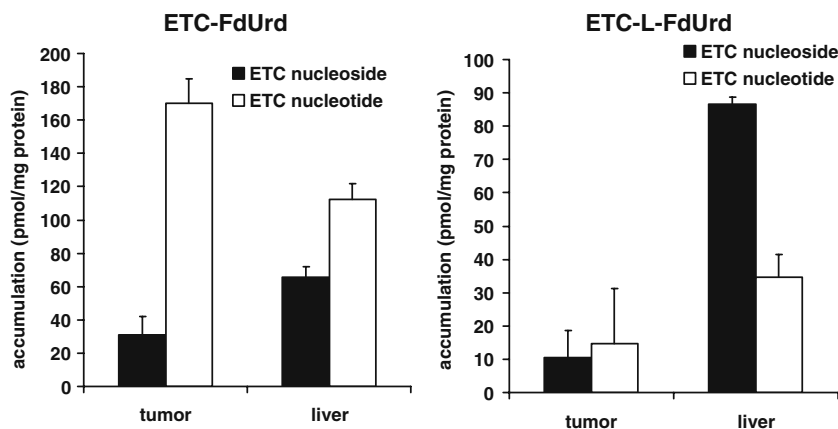 ETC-FdUrd
ETC nucleoside
ETC nucleotide
accumulation (pmol/mg protein)
200
180
160
140
120
100
80
60
40
20
0
tumor
liver
ETC-L-FdUrd
ETC nucleoside
ETC nucleotide
accumulation (pmol/mg protein)
100
90
80
70
60
50
40
30
20
10
0
tumor
liver